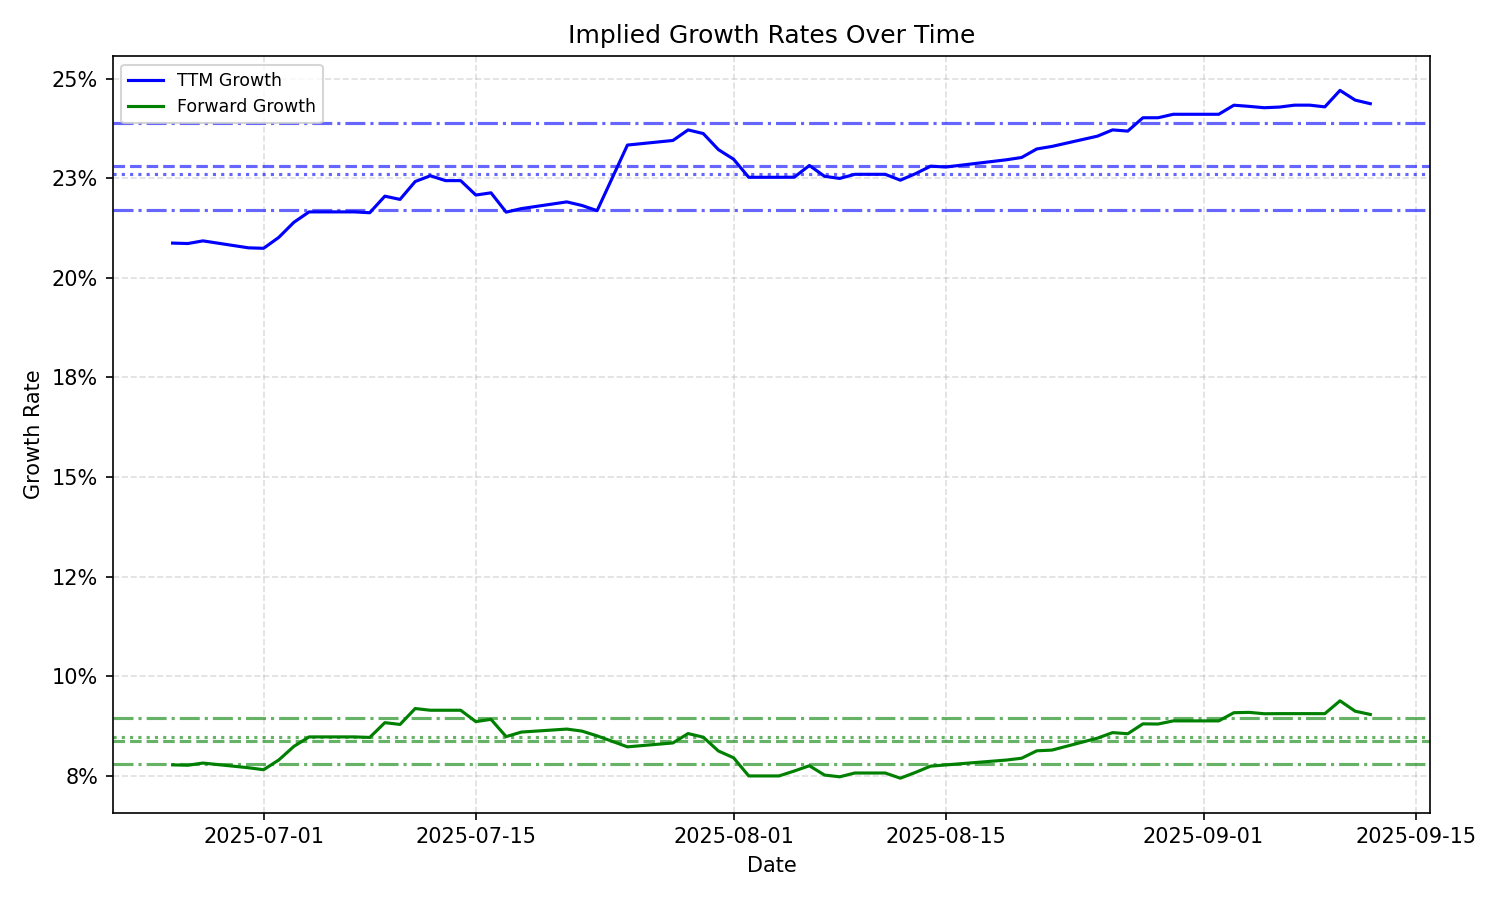 Implied Growth Rates Over Time
TTM Growth
Forward Growth
Growth Rate
25%
23%
20%
18%
15%
12%
10%
8%
2025-07-01
2025-07-15
2025-08-01
2025-08-15
2025-09-01
2025-09-15
Date